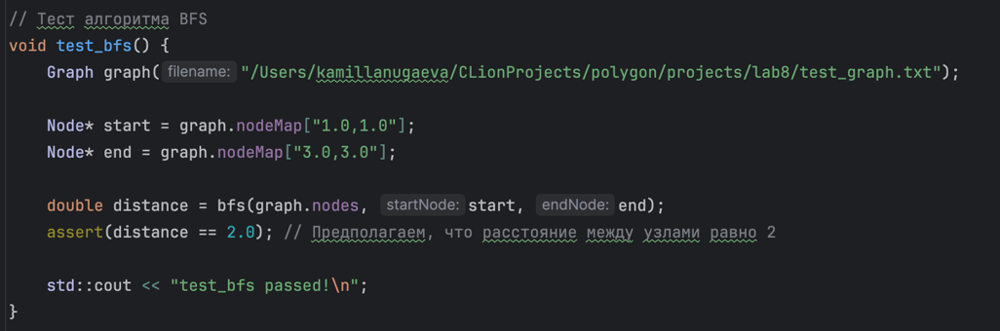 // Тест алгоритма BFS
void test_bfs() {
    Graph graph( filename: "/Users/kamillanugaeva/CLionProjects/polygon/projects/lab8/test_graph.txt");
    Node* start = graph.nodeMap["1.0,1.0"];
    Node* end = graph.nodeMap["3.0,3.0"];
    double distance = bfs(graph.nodes, startNode: start, endNode: end);
    assert(distance == 2.0); // Предполагаем, что расстояние между узлами равно 2
    std::cout << "test_bfs passed!\n";
}